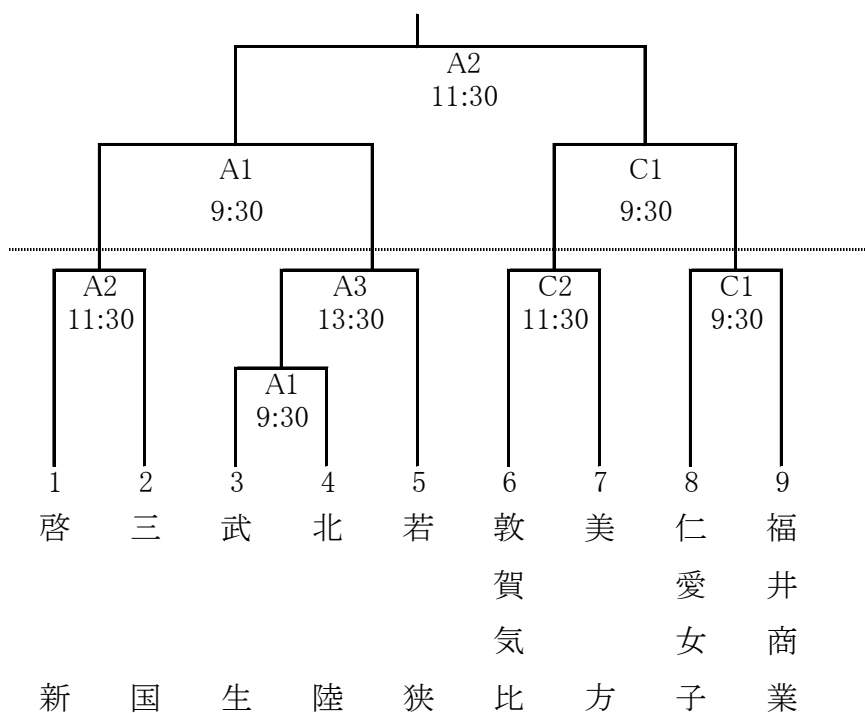 A2
11:30
A1
9:30
C1
9:30
A2
11:30
A3
13:30
C2
11:30
C1
9:30
A1
9:30
1
2
3
4
5
6
7
8
9
啓新
三国
武生
北陸
若狭
敦賀気比
美方
仁愛女子
福井商業